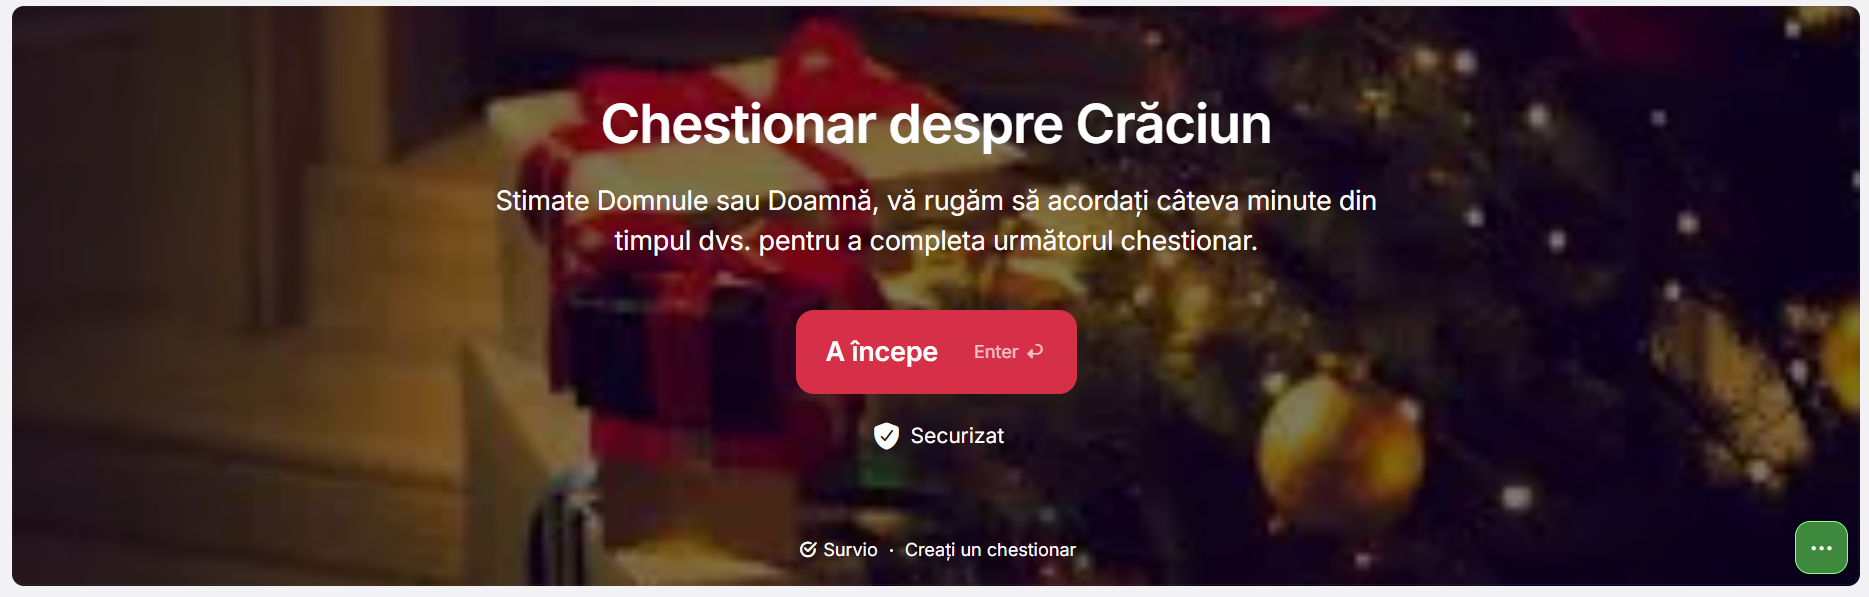 Chestionar despre Crăciun
Stimate Domnule sau Doamnă, vă rugăm să acordați câteva minute din
timpul dvs. pentru a completa următorul chestionar.
A începe Enter
Securizat
Survio · Creați un chestionar